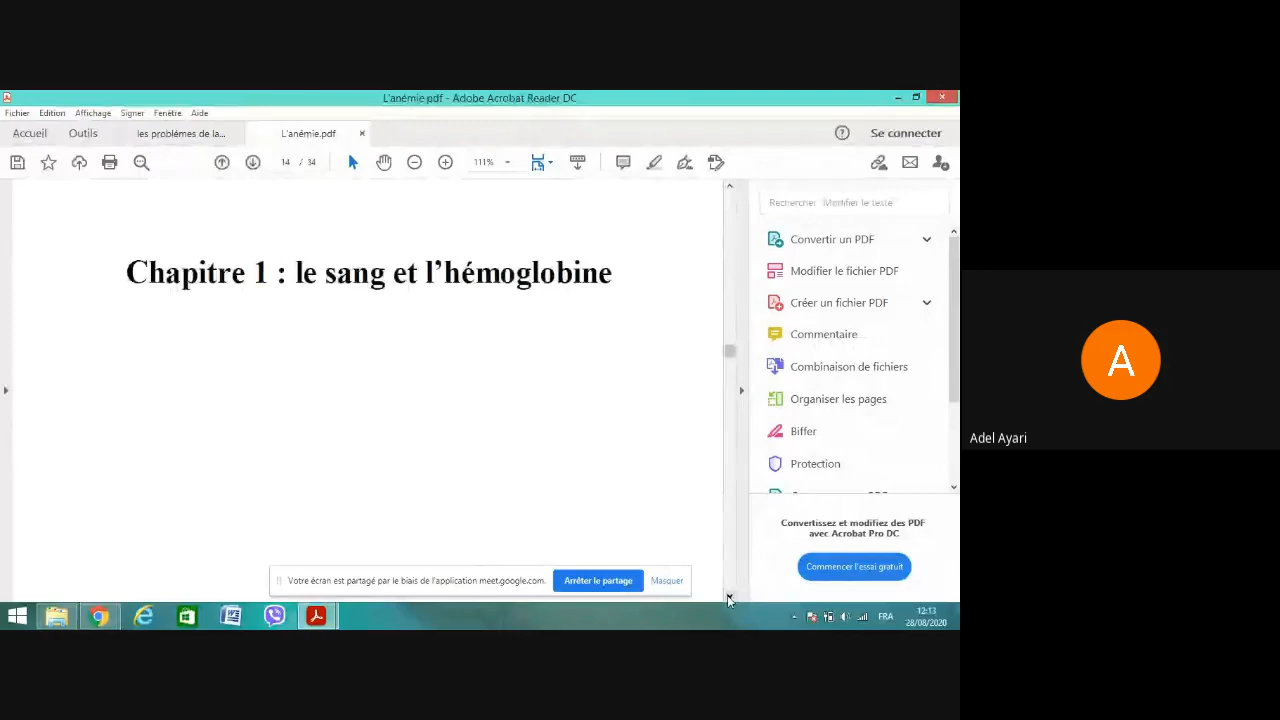 L'anémie.pdf - Adobe Acrobat Reader DC
Fichier Edition Affichage Signer Fenêtre Aide
Accueil Outils les problèmes de la... L'anémie.pdf × Se connecter
14 / 34 111%
Rechercher Modifier le texte
Convertir un PDF
Chapitre 1 : le sang et l'hémoglobine
Modifier le fichier PDF
Créer un fichier PDF
Commentaire
Combinaison de fichiers
Organiser les pages
Biffer
Protection
Convertissez et modifiez des PDF
avec Acrobat Pro DC
Commencer l'essai gratuit
Votre écran est partagé par le biais de l'application meet.google.com. Arrêter le partage Masquer
FRA
12:13
28/08/2020
A
Adel Ayari